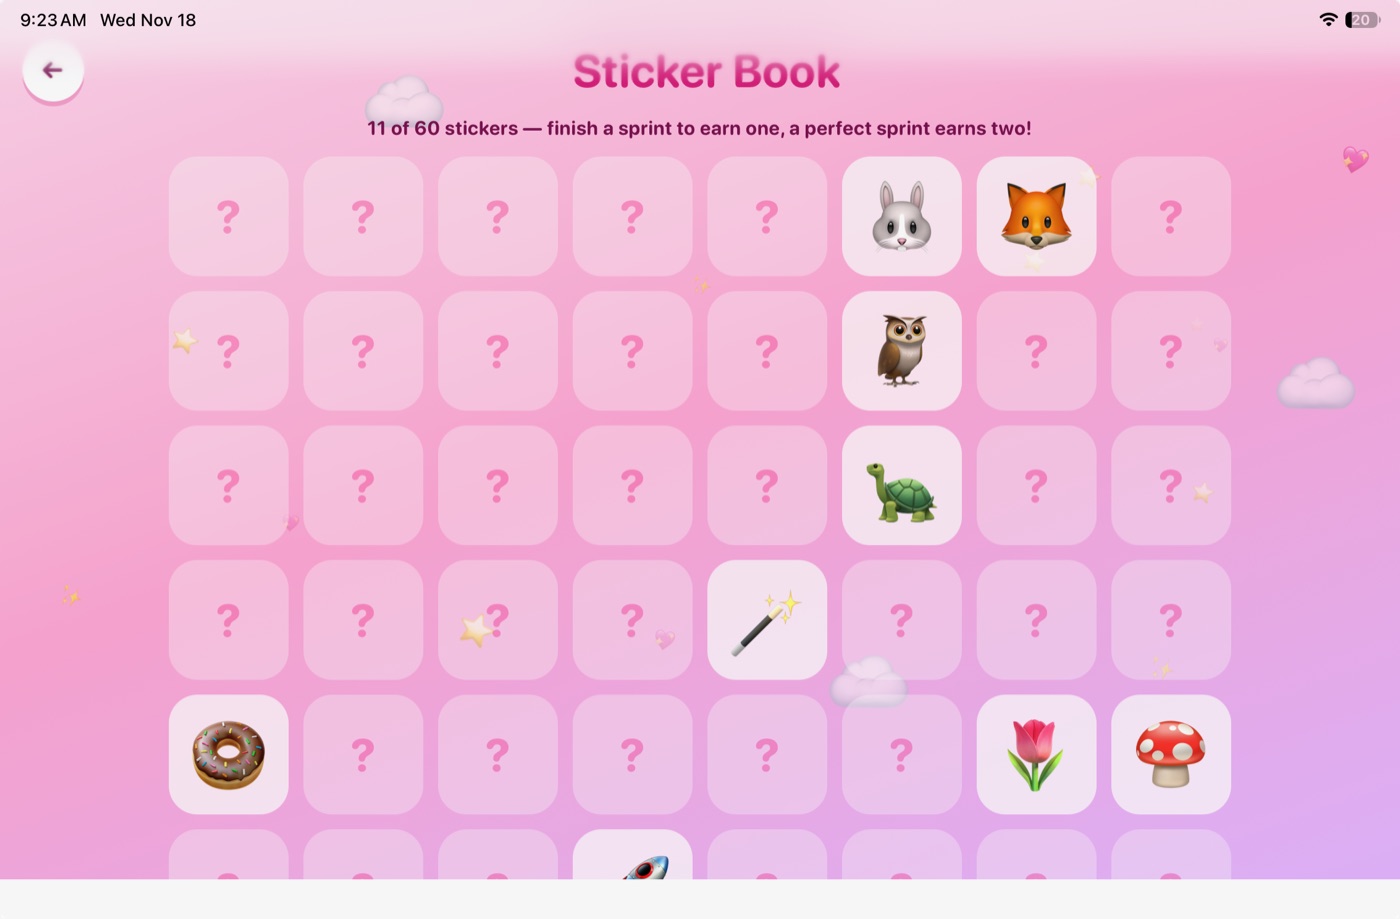 9:23 AM Wed Nov 18
20
Sticker Book
11 of 60 stickers — finish a sprint to earn one, a perfect sprint earns two!
? ? ? ? ? ?
? ? ? ? ? ? ?
? ? ? ? ? ? ?
? ? ? ? ? ? ?
? ? ? ? ?
? ? ? ? ? ? ?